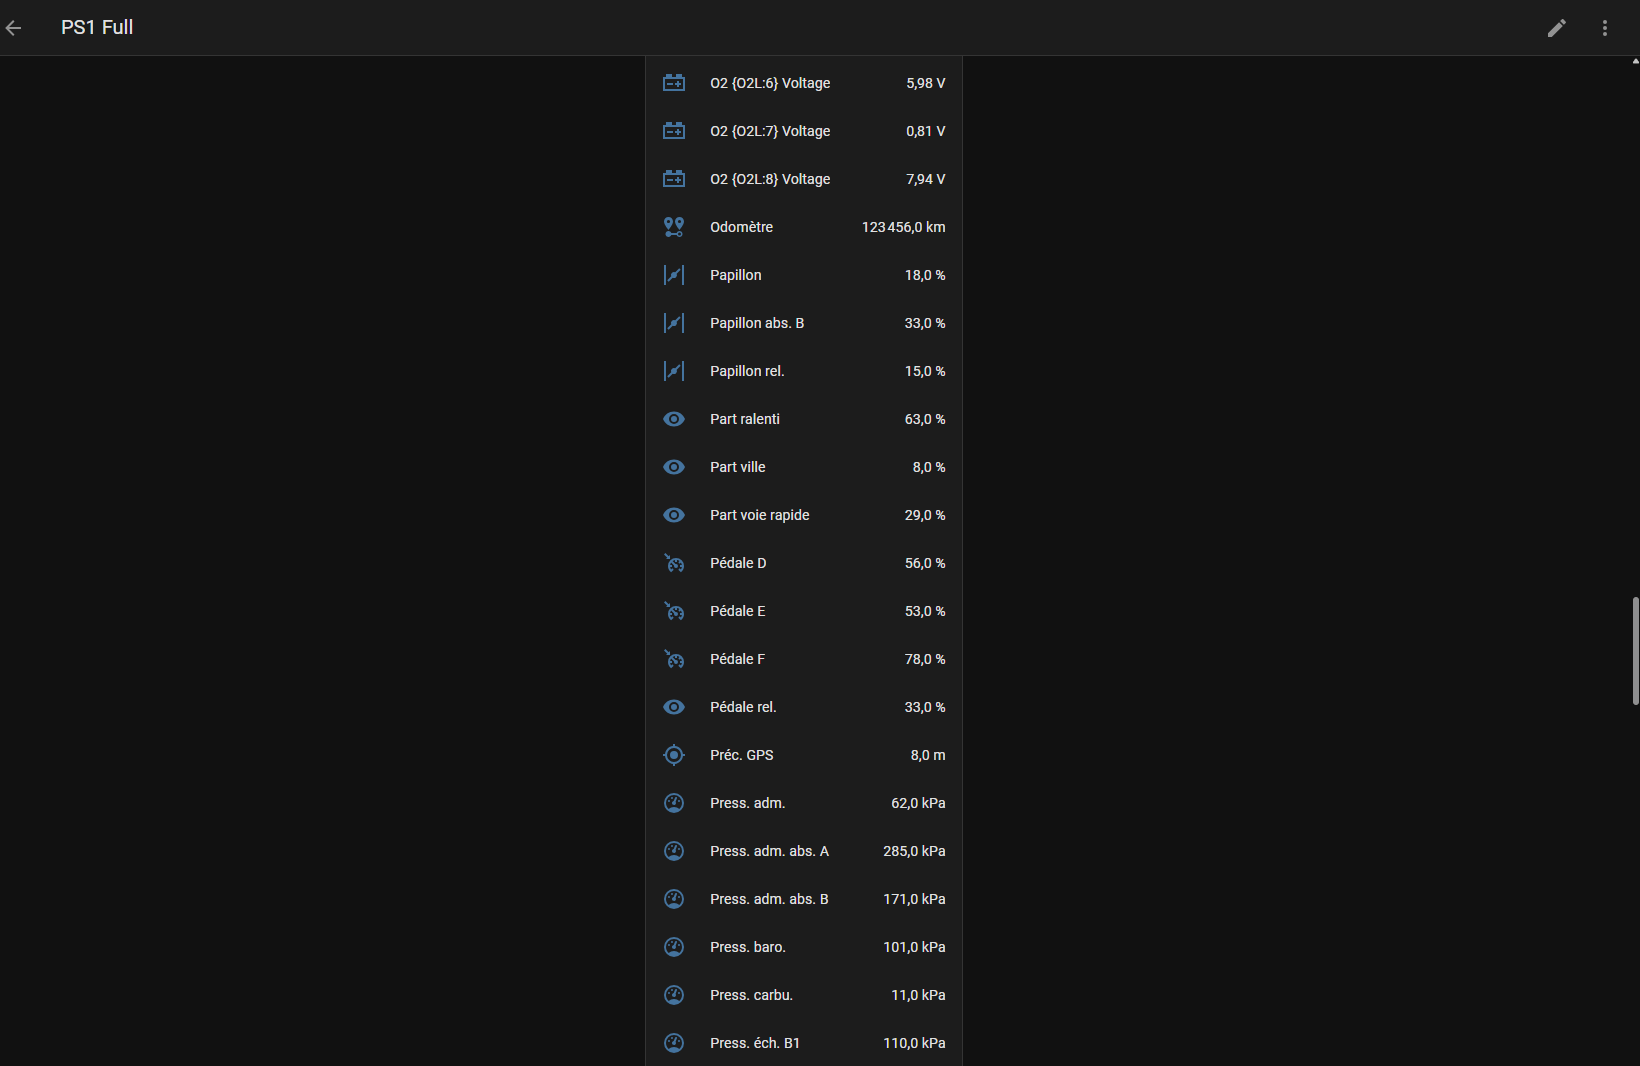 PS1 Full
O2 {O2L:6} Voltage 5,98 V
O2 {O2L:7} Voltage 0,81 V
O2 {O2L:8} Voltage 7,94 V
Odomètre 123 456,0 km
Papillon 18,0 %
Papillon abs. B 33,0 %
Papillon rel. 15,0 %
Part ralenti 63,0 %
Part ville 8,0 %
Part voie rapide 29,0 %
Pédale D 56,0 %
Pédale E 53,0 %
Pédale F 78,0 %
Pédale rel. 33,0 %
Préc. GPS 8,0 m
Press. adm. 62,0 kPa
Press. adm. abs. A 285,0 kPa
Press. adm. abs. B 171,0 kPa
Press. baro. 101,0 kPa
Press. carbu. 11,0 kPa
Press. éch. B1 110,0 kPa